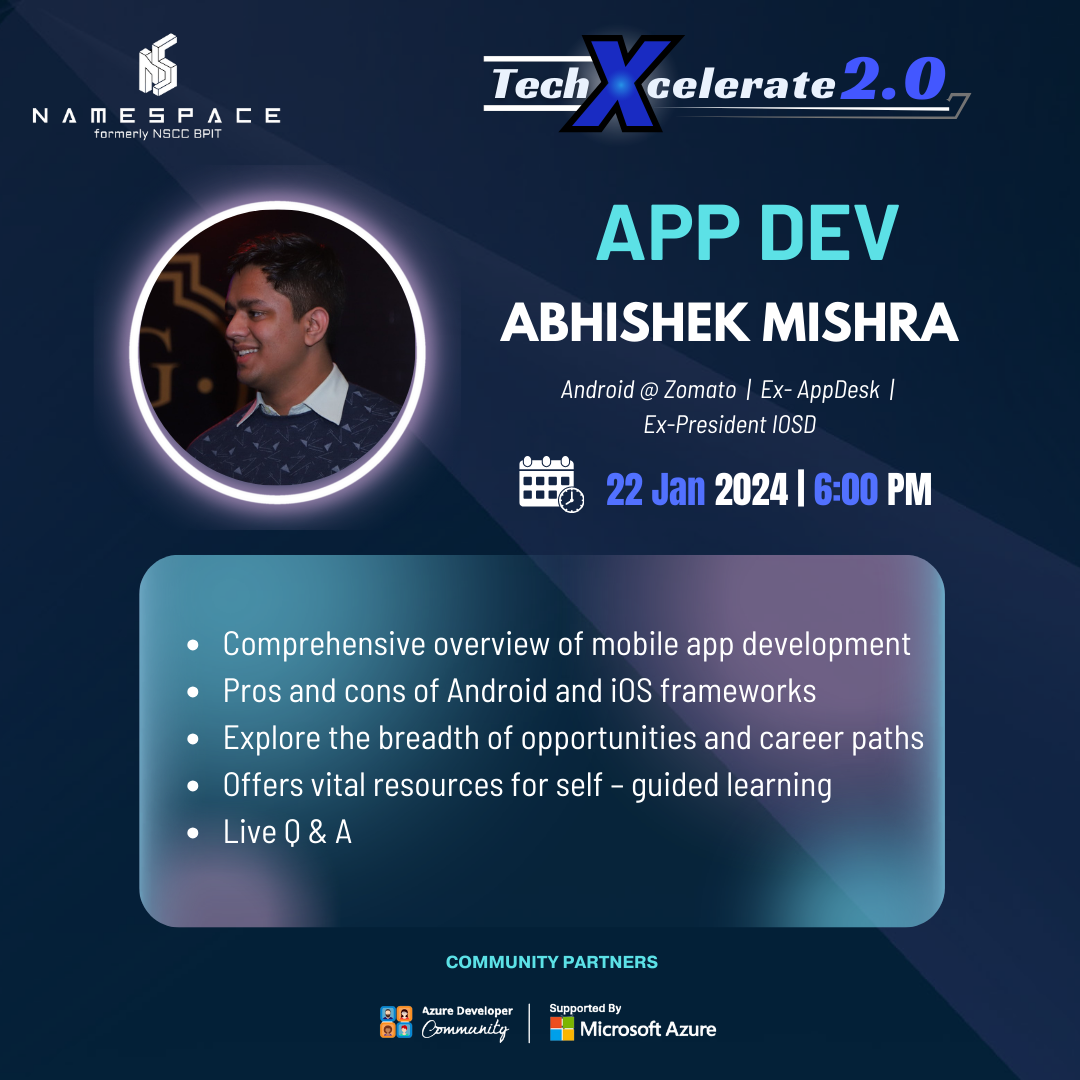 NAMESPACE
formerly NSCC BPIT
TechXcelerate 2.0
APP DEV
ABHISHEK MISHRA
Android @ Zomato | Ex- AppDesk |
Ex-President IOSD
22 Jan 2024 | 6:00 PM
• Comprehensive overview of mobile app development
• Pros and cons of Android and iOS frameworks
• Explore the breadth of opportunities and career paths
• Offers vital resources for self – guided learning
• Live Q & A
COMMUNITY PARTNERS
Azure Developer
Community
Supported By
Microsoft Azure